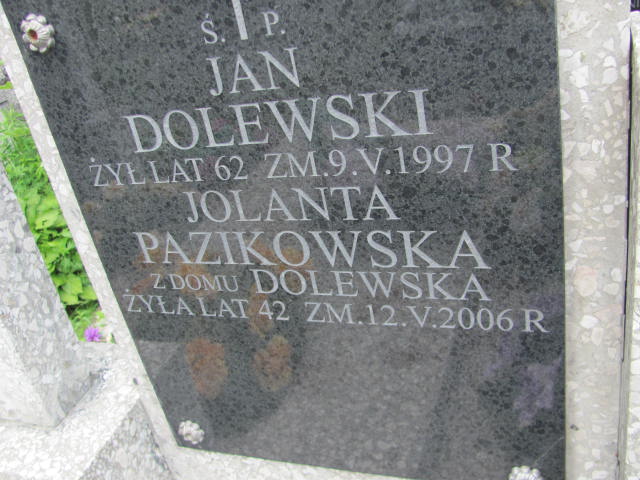 Ś. P.
JAN
DOLEWSKI
ŻYŁ LAT 62 ZM.9.V.1997 R
JOLANTA
PAZIKOWSKA
Z DOMU DOLEWSKA
ŻYŁA LAT 42 ZM.12.V.2006 R